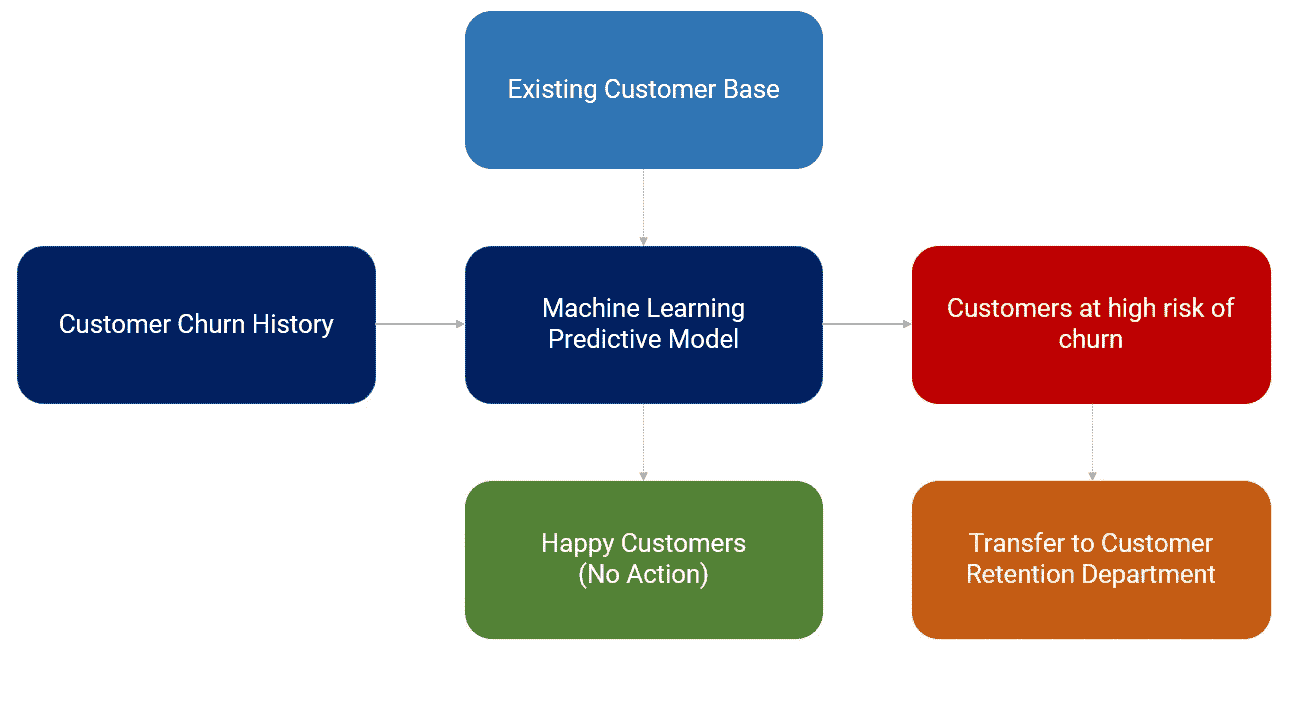 Existing Customer Base
Customer Churn History
Machine Learning
Predictive Model
Customers at high risk of
churn
Happy Customers
(No Action)
Transfer to Customer
Retention Department